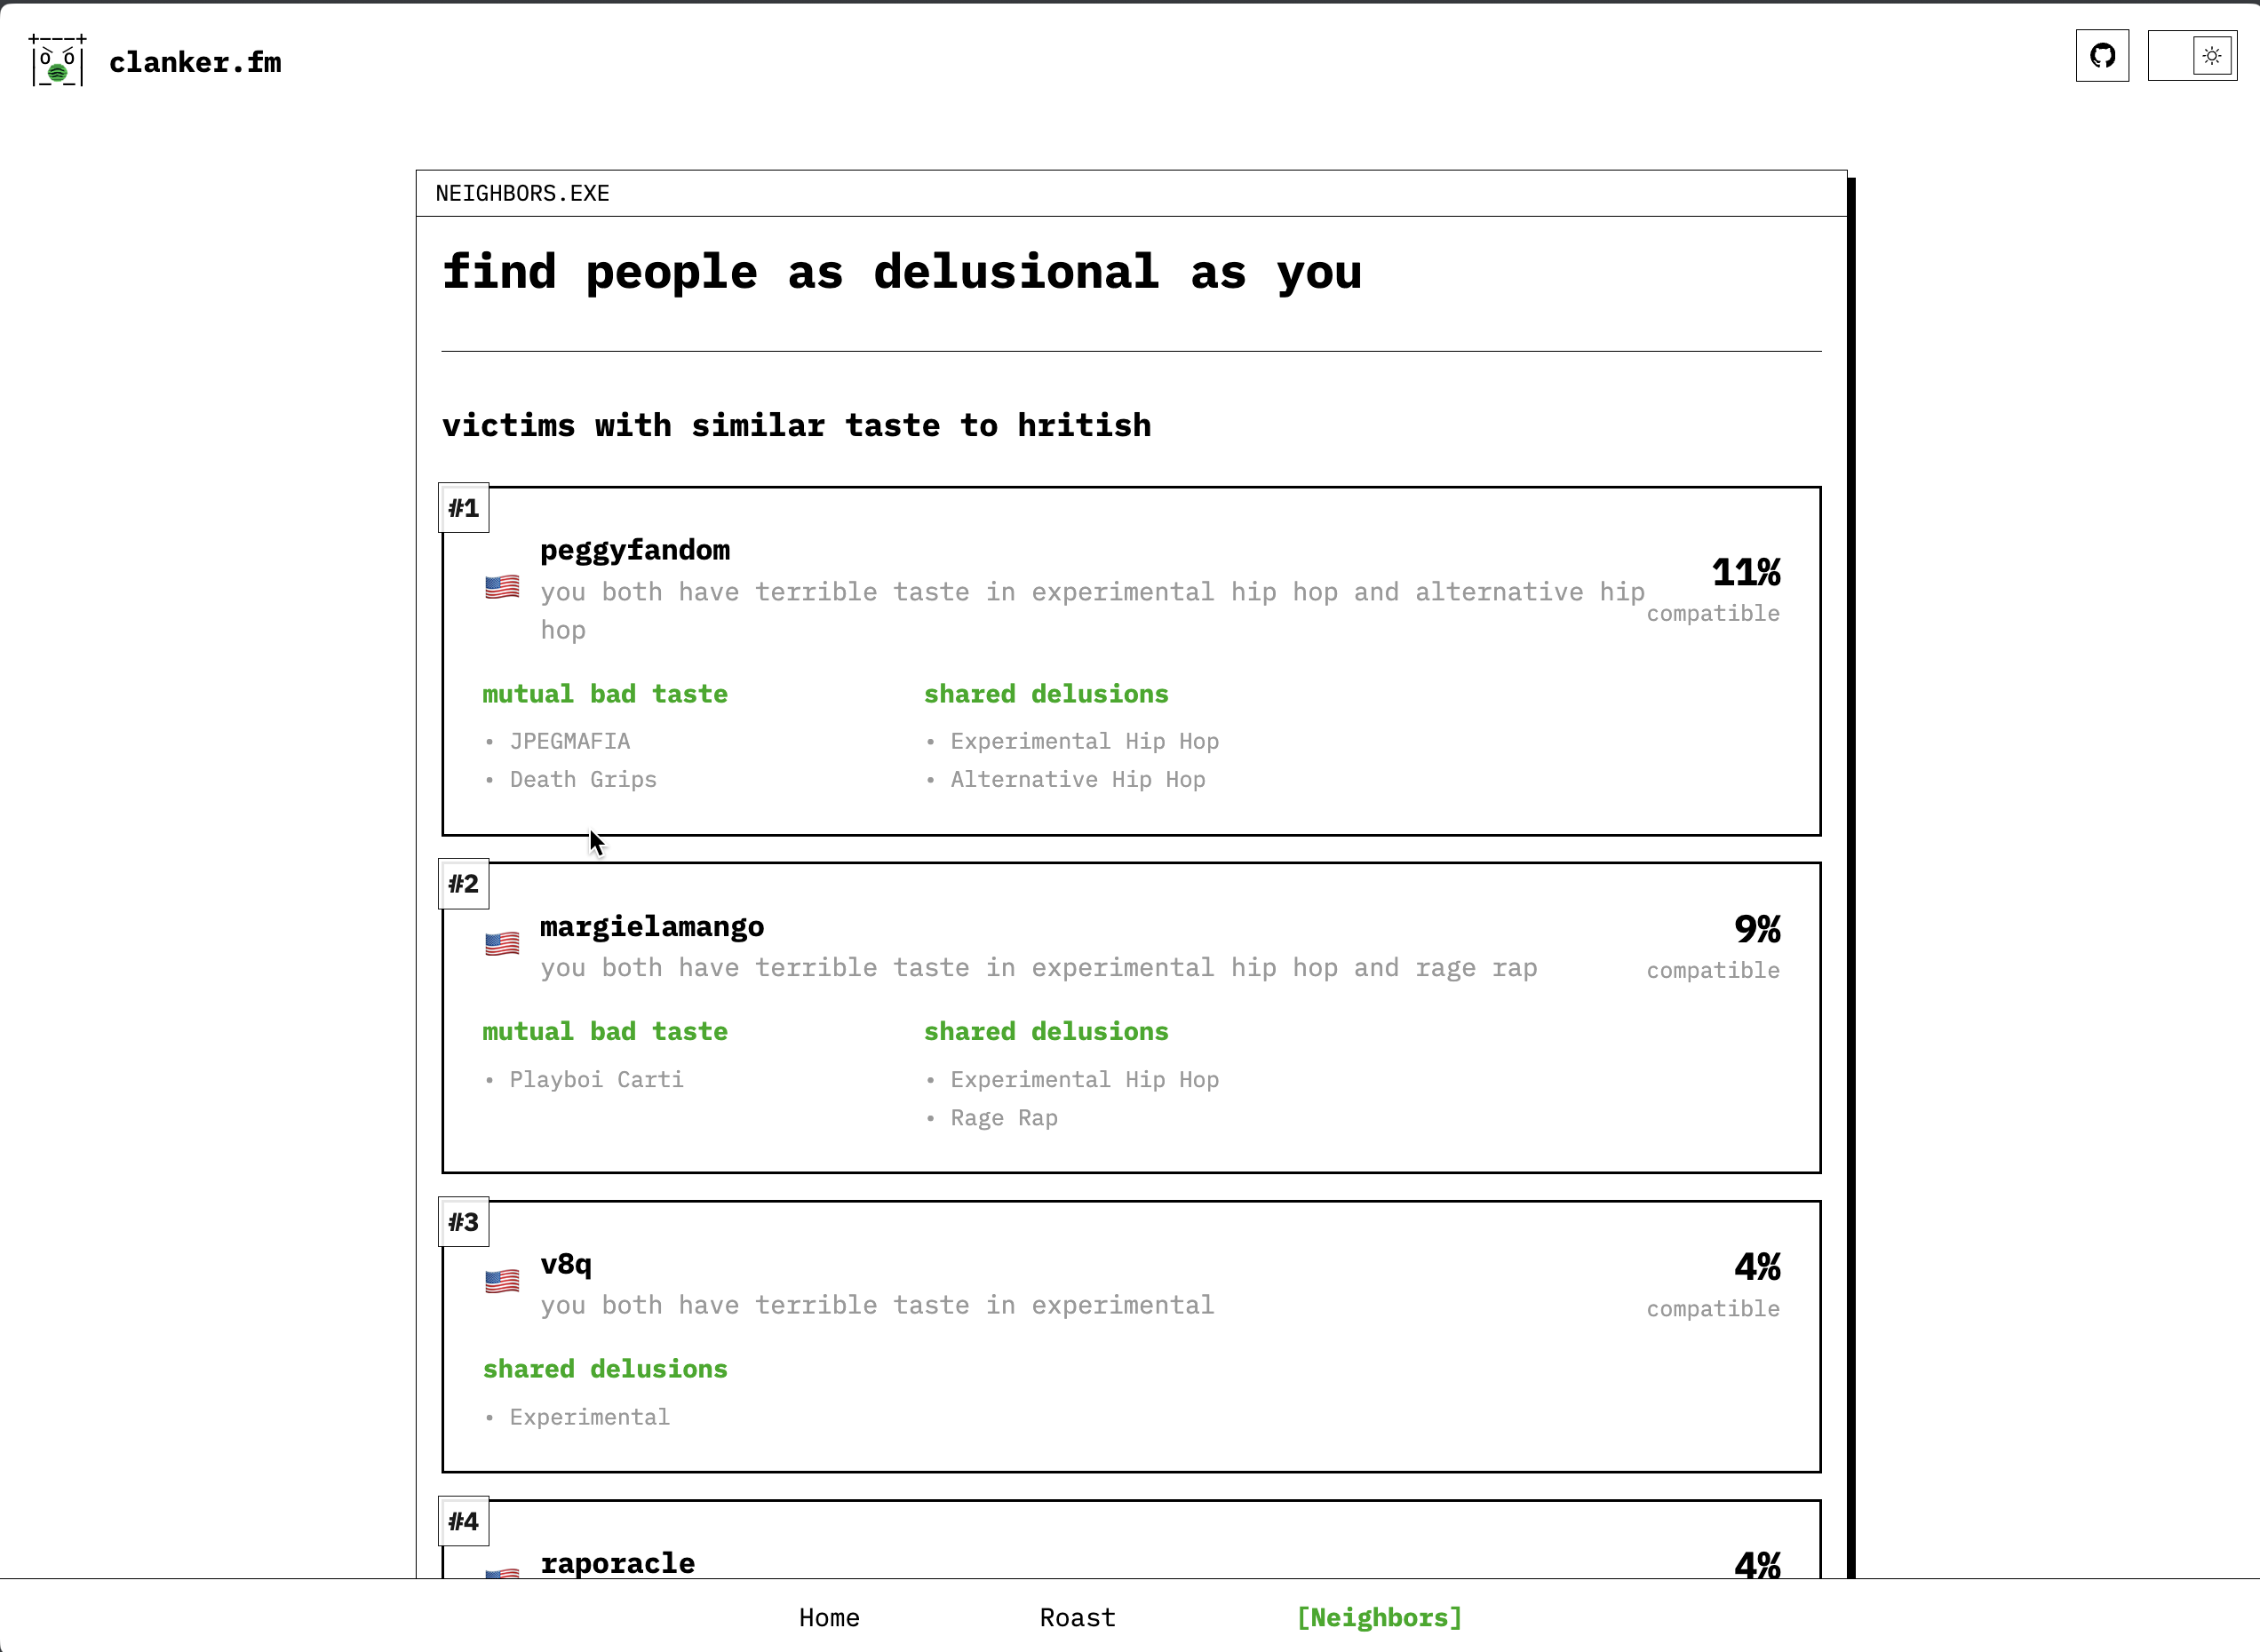 clanker.fm
NEIGHBORS.EXE
find people as delusional as you
victims with similar taste to hritish
#1
peggyfandom
you both have terrible taste in experimental hip hop and alternative hip
hop
11%
compatible
mutual bad taste
• JPEGMAFIA
• Death Grips
shared delusions
• Experimental Hip Hop
• Alternative Hip Hop
#2
margielamango
you both have terrible taste in experimental hip hop and rage rap
9%
compatible
mutual bad taste
• Playboi Carti
shared delusions
• Experimental Hip Hop
• Rage Rap
#3
v8q
you both have terrible taste in experimental
4%
compatible
shared delusions
• Experimental
#4
raporacle
4%
Home
Roast
[Neighbors]